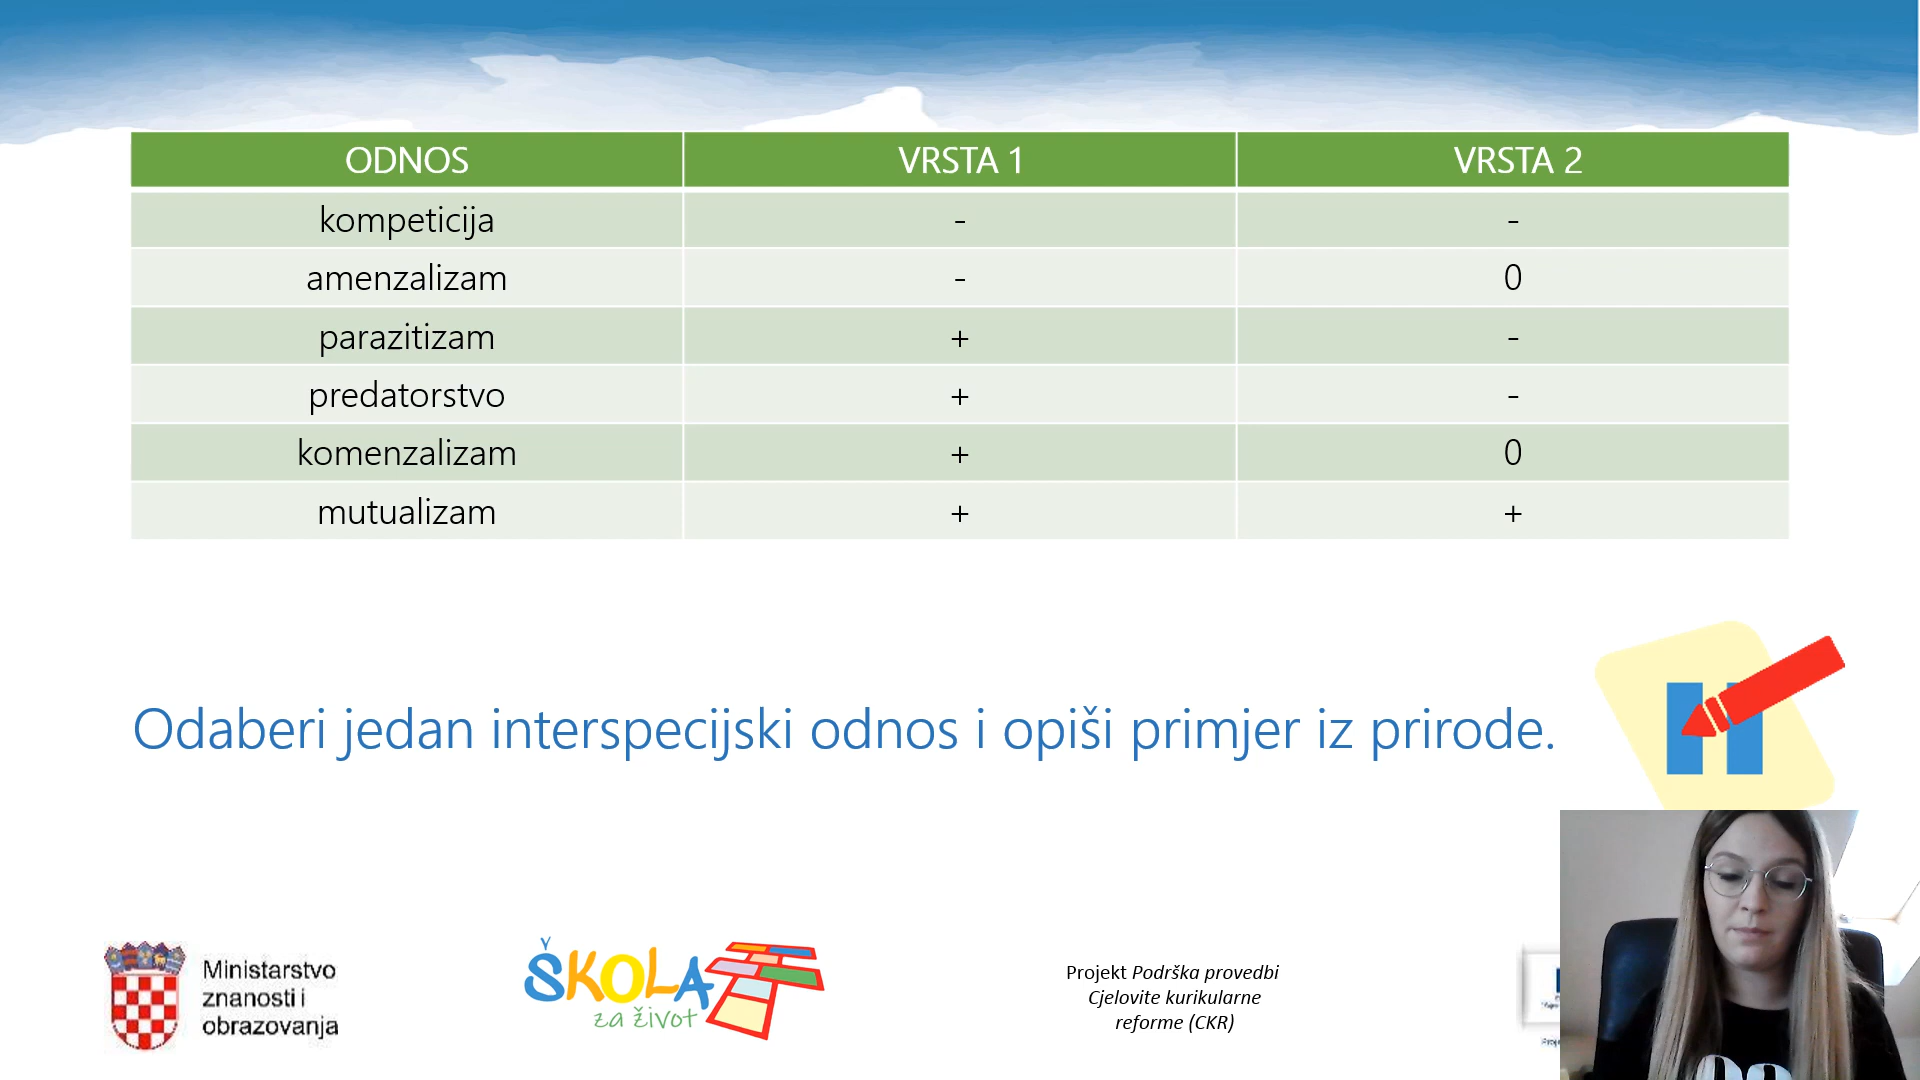 ODNOS VRSTA 1 VRSTA 2
kompeticija - -
amenzalizam - 0
parazitizam + -
predatorstvo + -
komenzalizam + 0
mutualizam + +
Odaberi jedan interspecijski odnos i opiši primjer iz prirode.
Ministarstvo
znanosti i
obrazovanja
ŠKOLA
za život
Projekt Podrška provedbi
Cjelovite kurikularne
reforme (CKR)